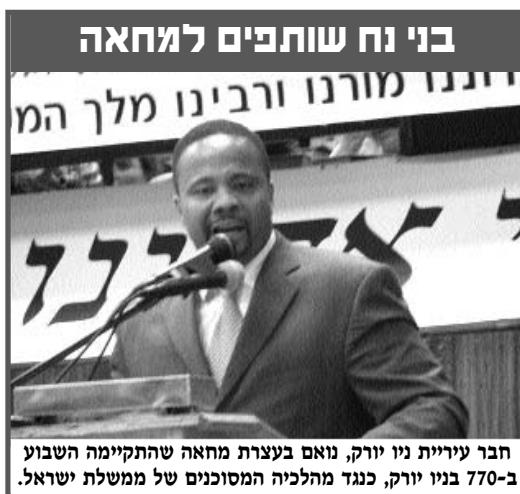 בני נח שותפים למחאה
ננו מורנו ורבינו מלך המ
חבר עיריית ניו יורק, נואם בעצרת מחאה שהתקיימה השבוע
ב-770 בניו יורק, כנגד מהלכיה המסוכנים של ממשלת ישראל.